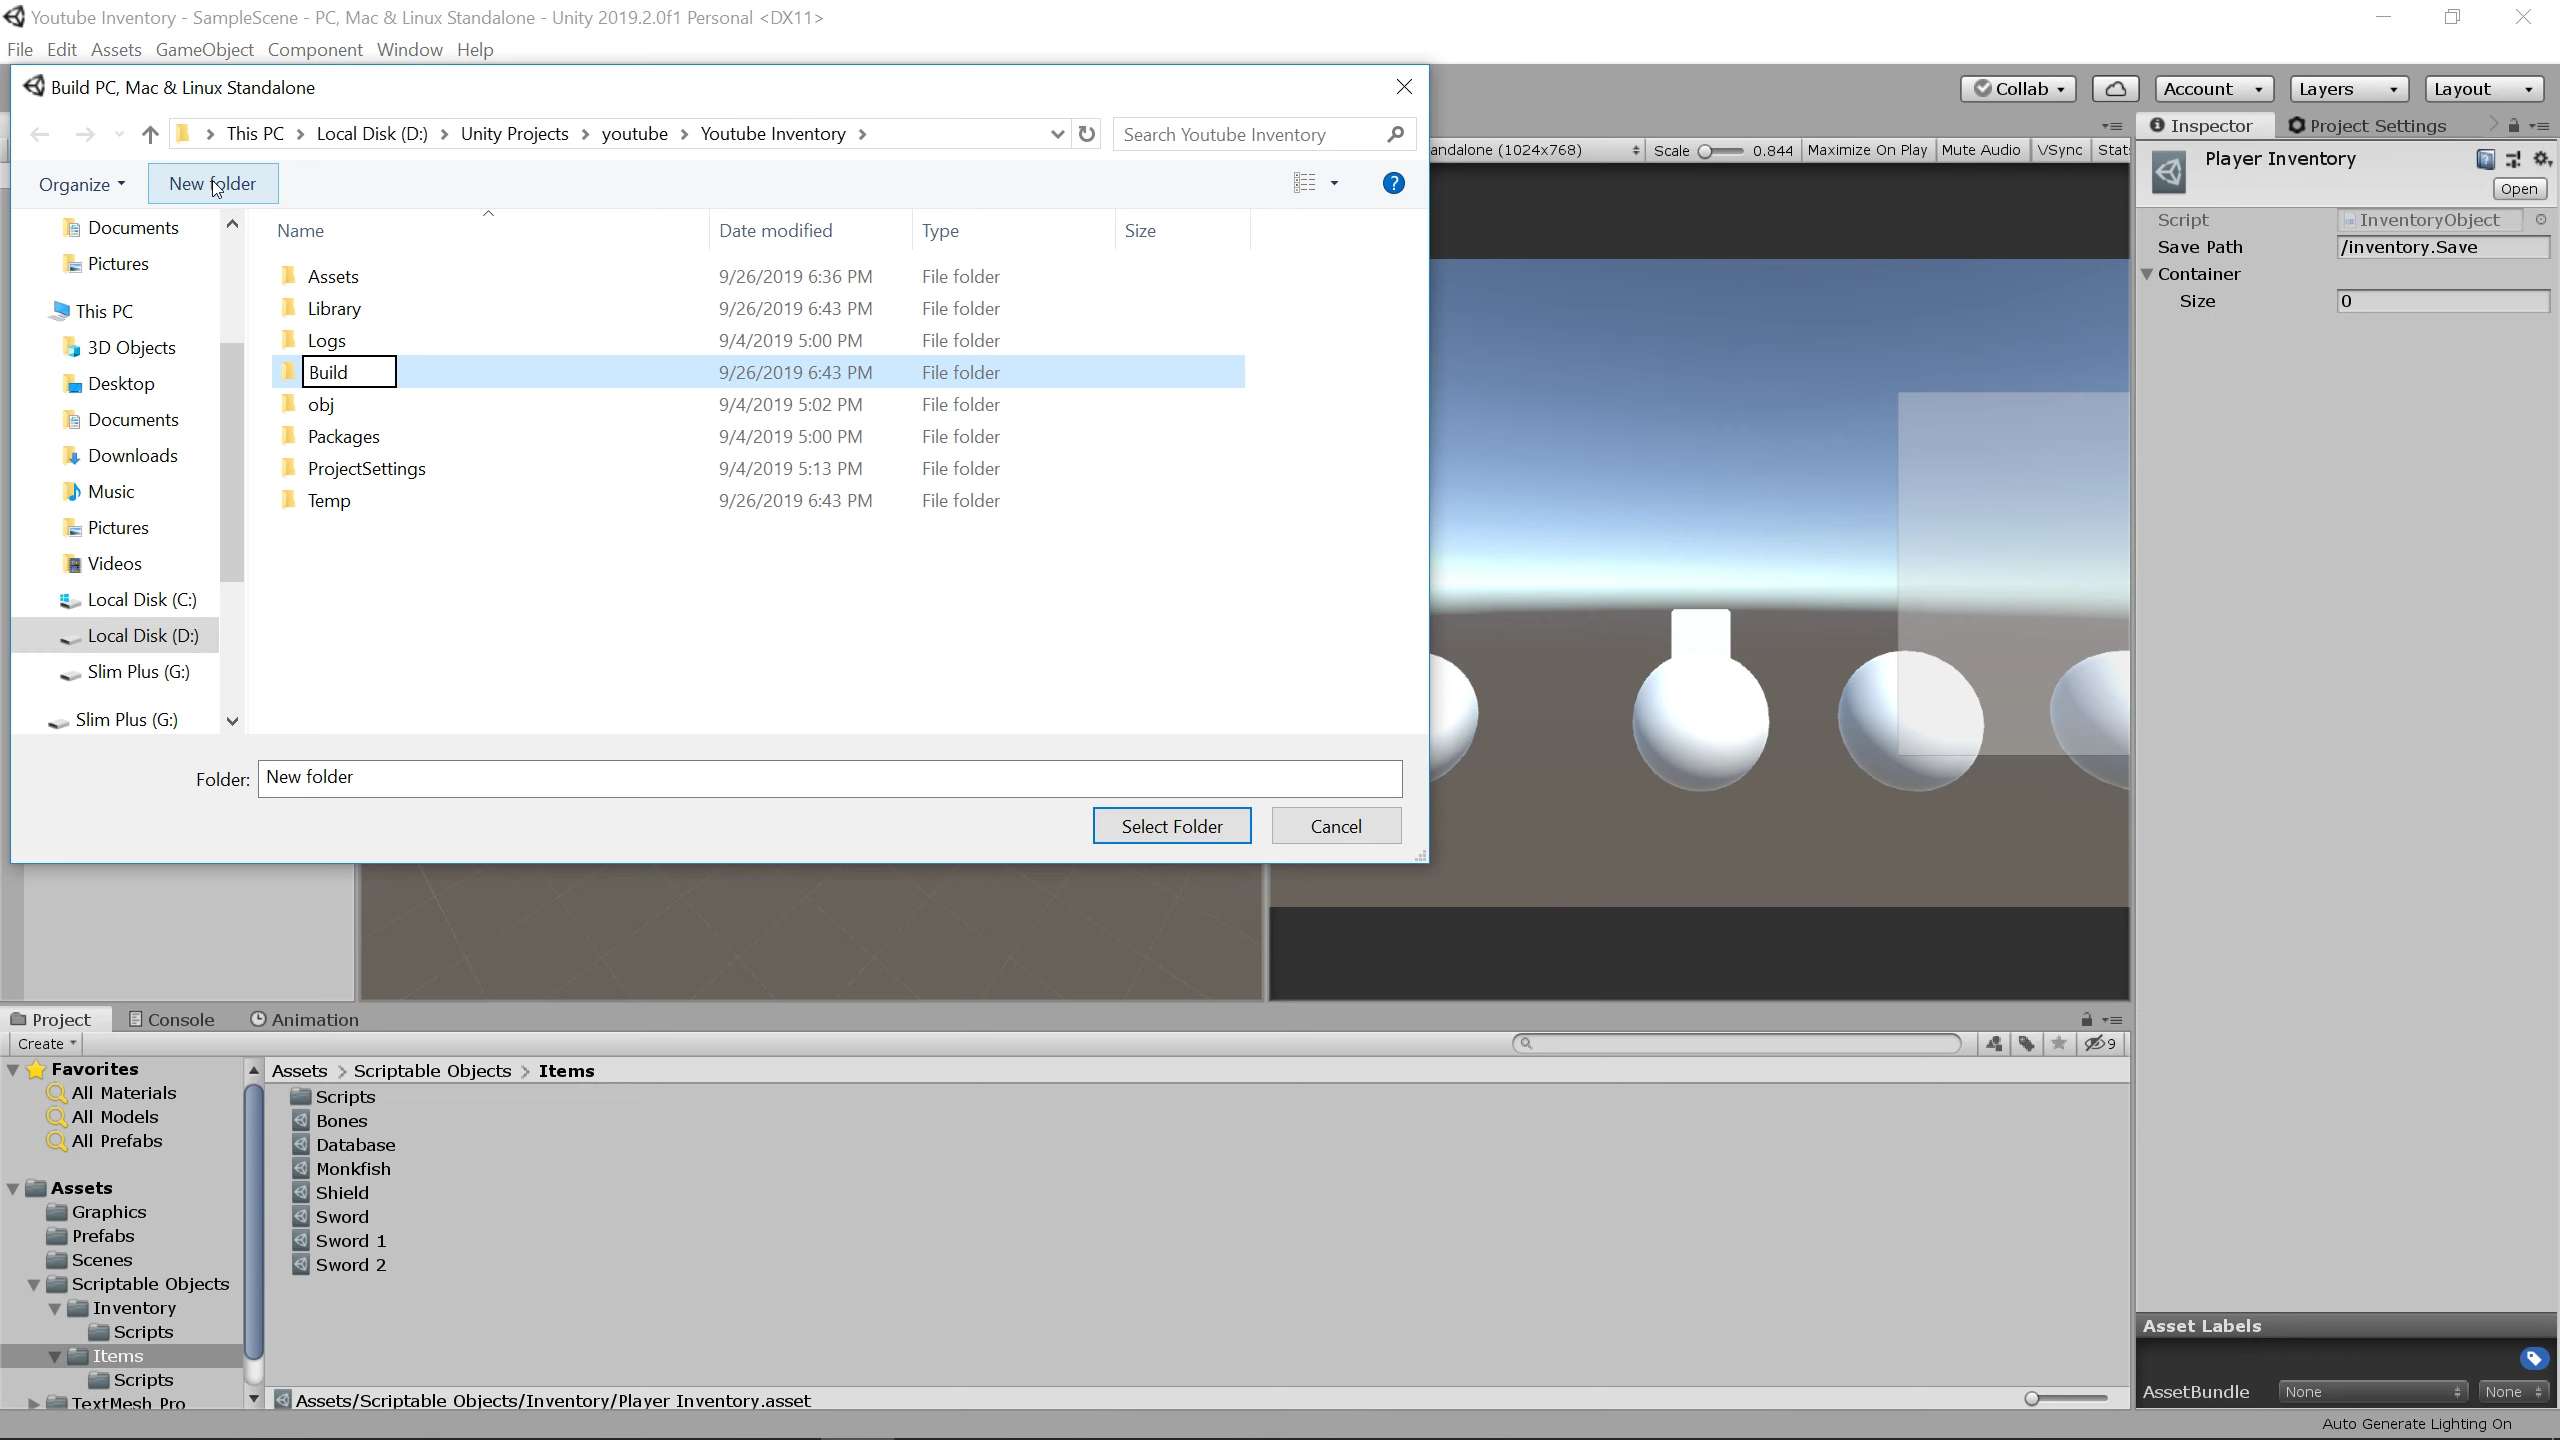 Youtube Inventory - SampleScene - PC, Mac & Linux Standalone - Unity 2019.2.0f1 Personal <DX11>
File Edit Assets GameObject Component Window Help
Build PC, Mac & Linux Standalone
Collab Account Layers Layout
This PC Local Disk (D:) Unity Projects youtube Youtube Inventory Search Youtube Inventory
Inspector Project Settings
andalone (1024x768) Scale 0.844 Maximize On Play Mute Audio VSync Stat
Player Inventory
Open
Organize New folder
Script InventoryObject
Save Path /inventory.Save
Container
Size 0
Name Date modified Type Size
Documents
Pictures
This PC
3D Objects
Desktop
Documents
Downloads
Music
Pictures
Videos
Local Disk (C:)
Local Disk (D:)
Slim Plus (G:)
Slim Plus (G:)
Assets 9/26/2019 6:36 PM File folder
Library 9/26/2019 6:43 PM File folder
Logs 9/4/2019 5:00 PM File folder
Build 9/26/2019 6:43 PM File folder
obj 9/4/2019 5:02 PM File folder
Packages 9/4/2019 5:00 PM File folder
ProjectSettings 9/4/2019 5:13 PM File folder
Temp 9/26/2019 6:43 PM File folder
Folder: New folder
Select Folder Cancel
Project Console Animation
Create 9
Favorites
All Materials
All Models
All Prefabs
Assets
Graphics
Prefabs
Scenes
Scriptable Objects
Inventory
Scripts
Items
Scripts
TextMesh Pro
Assets > Scriptable Objects > Items
Scripts
Bones
Database
Monkfish
Shield
Sword
Sword 1
Sword 2
Assets/Scriptable Objects/Inventory/Player Inventory.asset
Asset Labels
AssetBundle None None
Auto Generate Lighting On